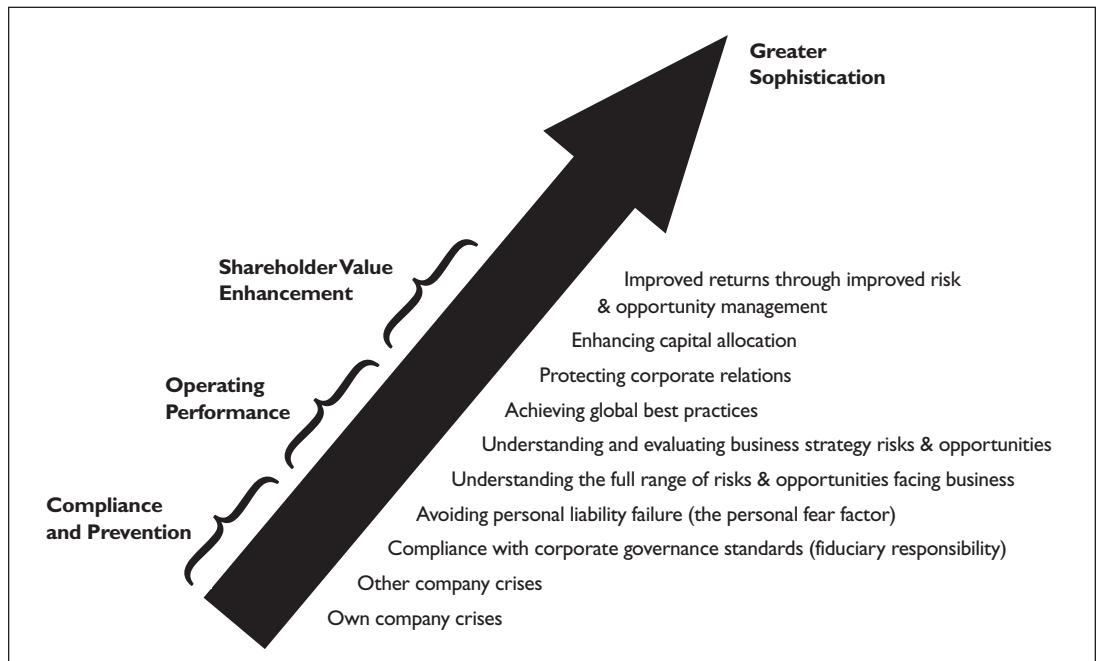 Greater
Sophistication
Shareholder Value
Enhancement
Operating
Performance
Compliance
and Prevention
Improved returns through improved risk
& opportunity management
Enhancing capital allocation
Protecting corporate relations
Achieving global best practices
Understanding and evaluating business strategy risks & opportunities
Understanding the full range of risks & opportunities facing business
Avoiding personal liability failure (the personal fear factor)
Compliance with corporate governance standards (fiduciary responsibility)
Other company crises
Own company crises